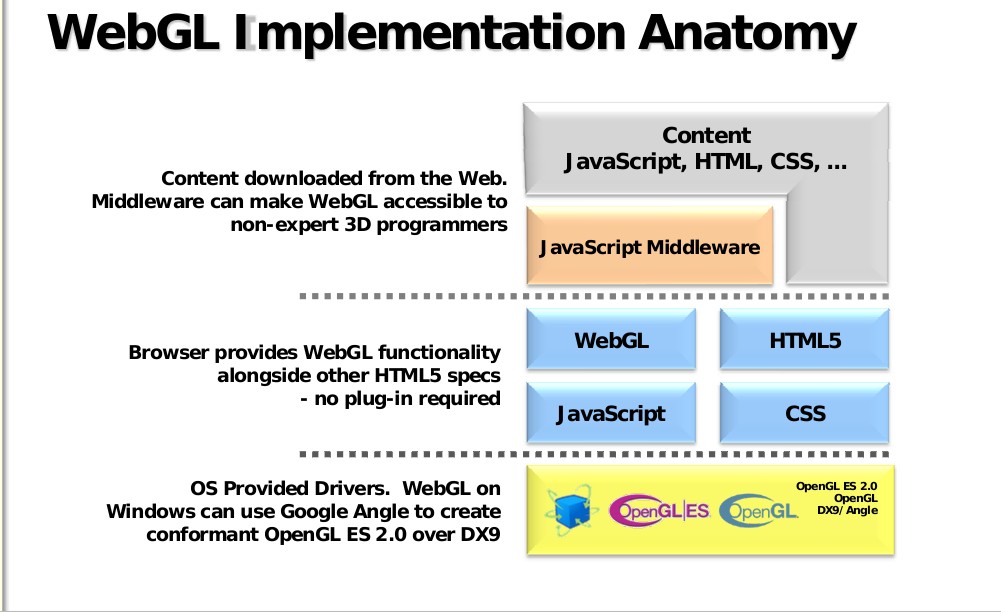 WebGL Implementation Anatomy
Content
JavaScript, HTML, CSS, ...
Content downloaded from the Web.
Middleware can make WebGL accessible to
non-expert 3D programmers
JavaScript Middleware
WebGL
HTML5
Browser provides WebGL functionality
alongside other HTML5 specs
- no plug-in required
JavaScript
CSS
OS Provided Drivers.  WebGL on
Windows can use Google Angle to create
conformant OpenGL ES 2.0 over DX9
OpenGL|ES
OpenGL
OpenGL ES 2.0
OpenGL
DX9/Angle